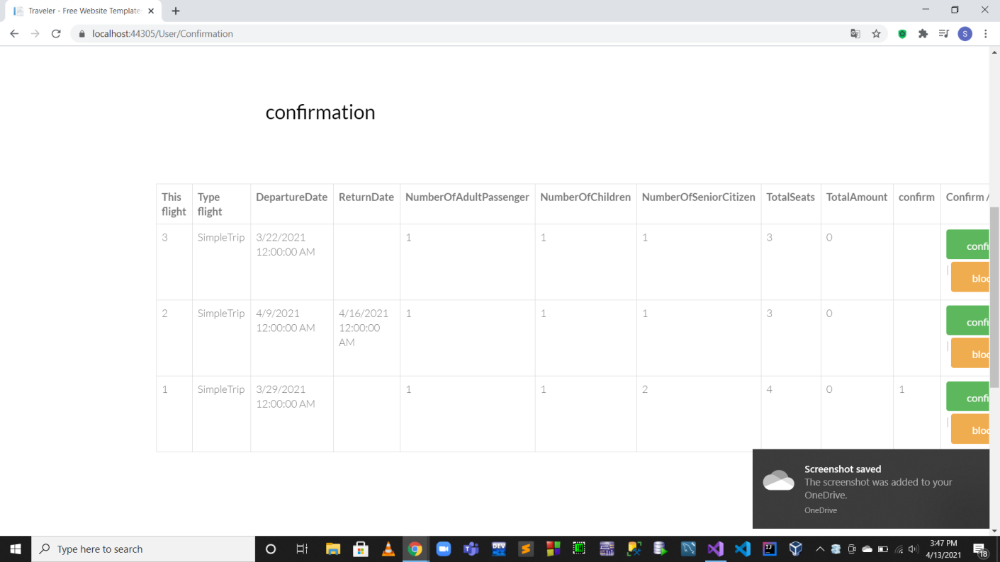 Traveler - Free Website Template
localhost:44305/User/Confirmation
S
confirmation
This flight Type flight DepartureDate ReturnDate NumberOfAdultPassenger NumberOfChildren NumberOfSeniorCitizen TotalSeats TotalAmount confirm Confirm /
3 SimpleTrip 3/22/2021 12:00:00 AM 1 1 1 3 0 confi
| bloc
2 SimpleTrip 4/9/2021 12:00:00 AM 4/16/2021 12:00:00 AM 1 1 1 3 0 confi
| bloc
1 SimpleTrip 3/29/2021 12:00:00 AM 1 1 2 4 0 1 confi
| bloc
Screenshot saved
The screenshot was added to your
OneDrive.
OneDrive
Type here to search
DEV
IJ
3:47 PM
4/13/2021
18